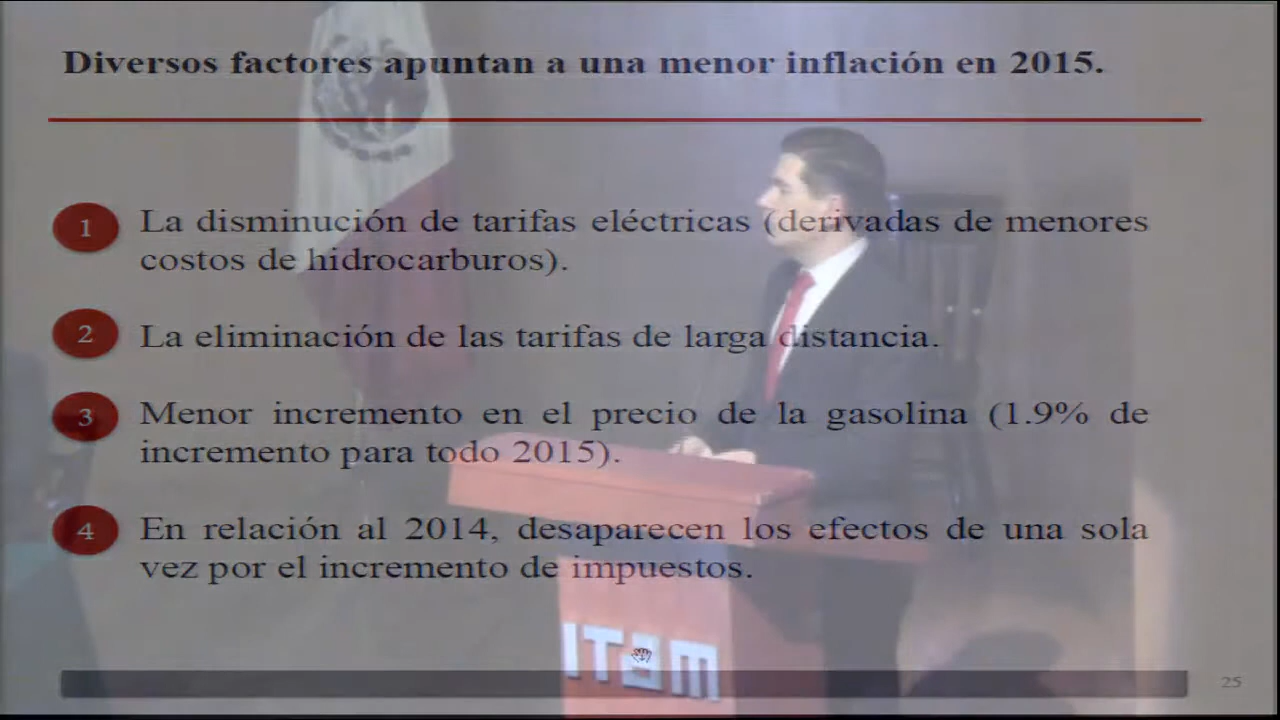 Diversos factores apuntan a una menor inflación en 2015.
1 La disminución de tarifas eléctricas (derivadas de menores
costos de hidrocarburos).
2 La eliminación de las tarifas de larga distancia.
3 Menor incremento en el precio de la gasolina (1.9% de
incremento para todo 2015).
4 En relación al 2014, desaparecen los efectos de una sola
vez por el incremento de impuestos.
ITAM
25